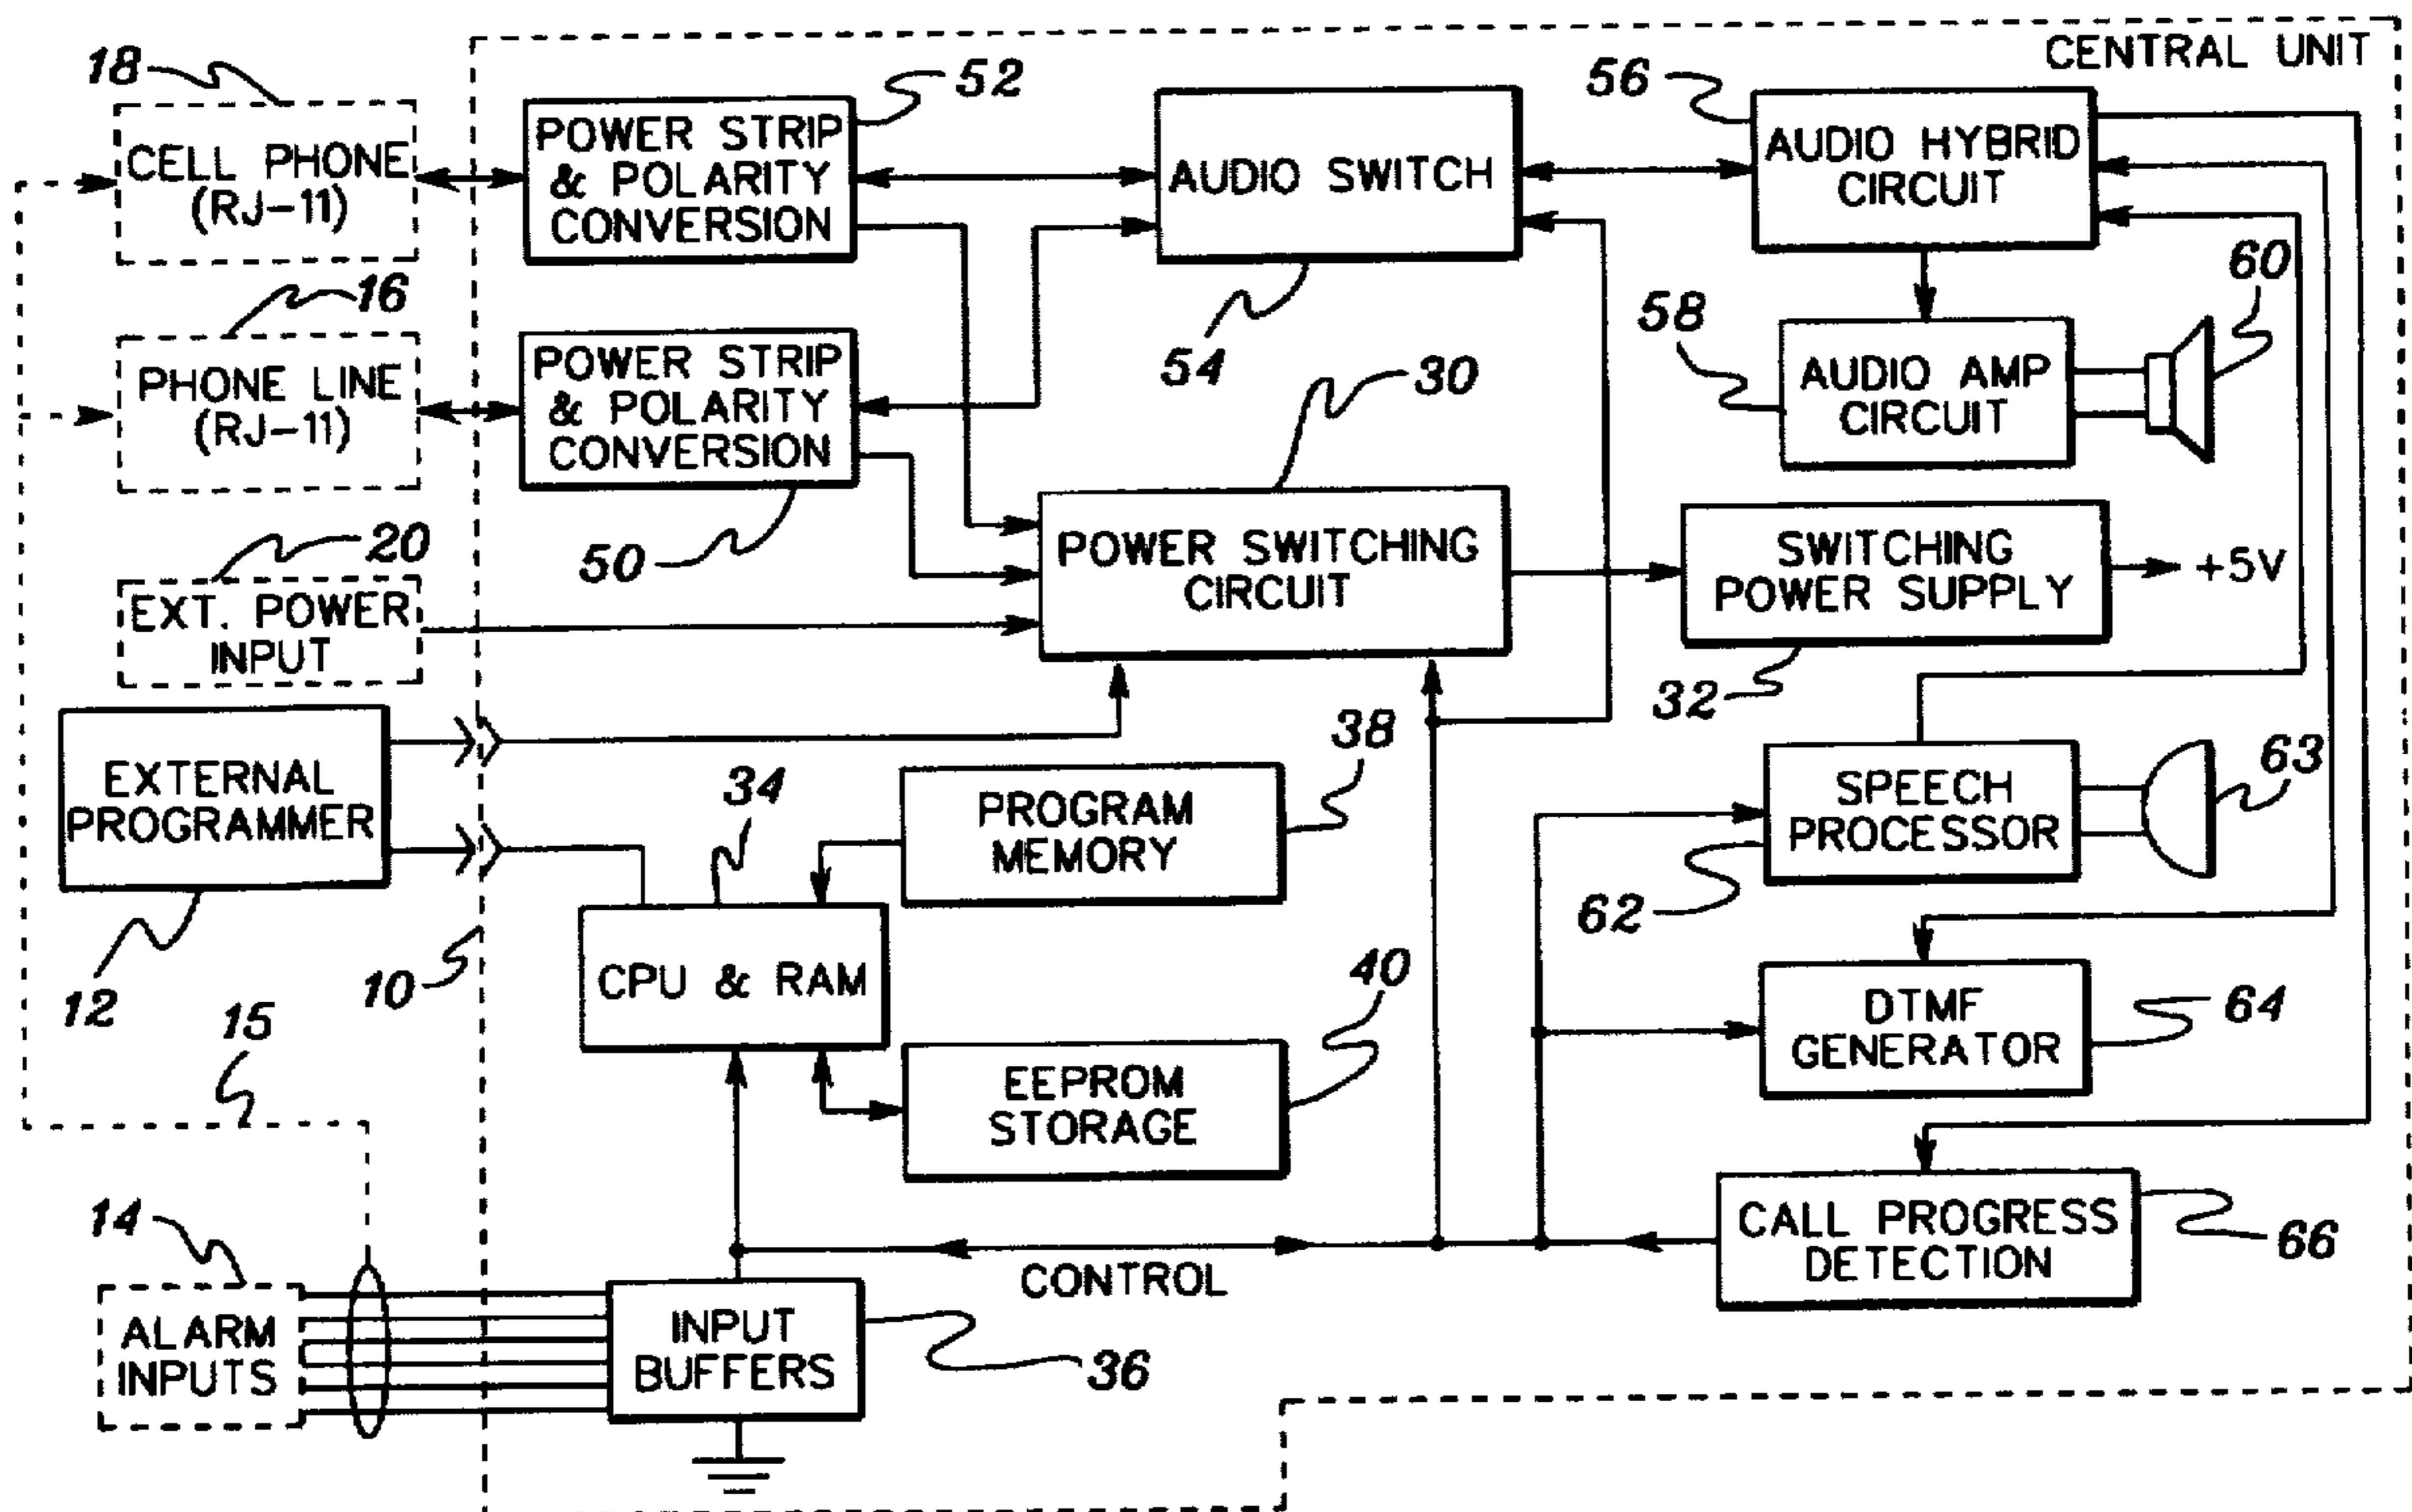 CENTRAL UNIT
18
CELL PHONE
(RJ-11)
52
POWER STRIP
& POLARITY
CONVERSION
AUDIO SWITCH
54
56
AUDIO HYBRID
CIRCUIT
16
PHONE LINE
(RJ-11)
POWER STRIP
& POLARITY
CONVERSION
50
58
AUDIO AMP
CIRCUIT
60
20
EXT. POWER
INPUT
30
POWER SWITCHING
CIRCUIT
SWITCHING
POWER SUPPLY
+5V
32
EXTERNAL
PROGRAMMER
12
10
34
CPU & RAM
38
PROGRAM
MEMORY
40
EEPROM
STORAGE
SPEECH
PROCESSOR
63
62
DTMF
GENERATOR
64
15
14
ALARM
INPUTS
INPUT
BUFFERS
36
CONTROL
CALL PROGRESS
DETECTION
66